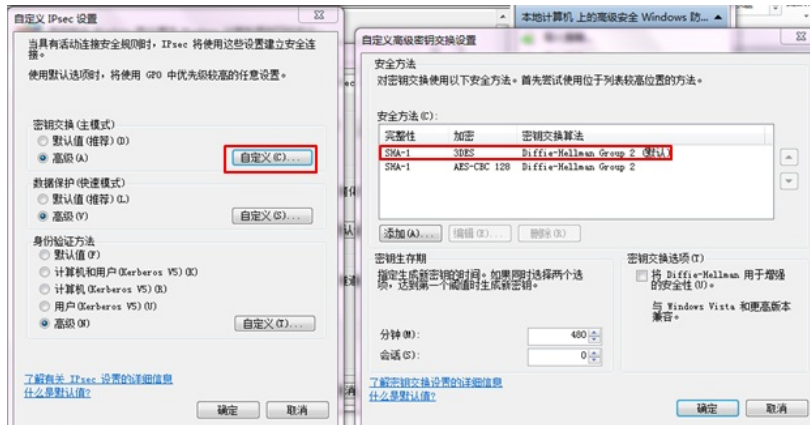 自定义 IPsec 设置
当具有活动连接安全规则时，IPsec 将使用这些设置建立安全连
接。
使用默认选项时，将使用 GPO 中优先级较高的任意设置。
密钥交换(主模式)
默认值(推荐)(D)
高级(A)
自定义(C)...
数据保护(快速模式)
默认值(推荐)(L)
高级(V)
自定义(S)...
身份验证方法
默认值(F)
计算机和用户(Kerberos V5)(K)
计算机(Kerberos V5)(R)
用户(Kerberos V5)(U)
高级(N)
自定义(T)...
了解有关 IPsec 设置的详细信息
什么是默认值?
确定
取消
本地计算机 上的高级安全 Windows 防...
自定义高级密钥交换设置
安全方法
对密钥交换使用以下安全方法。首先尝试使用位于列表较高位置的方法。
安全方法(C):
完整性 加密 密钥交换算法
SHA-1 3DES Diffie-Hellman Group 2 (默认)
SHA-1 AES-CBC 128 Diffie-Hellman Group 2
添加(A)...
编辑(E)...
删除(R)
密钥生存期
指定生成新密钥的时间。如果同时选择两个选
项，达到第一个阈值时生成新密钥。
分钟(M):
480
会话(S):
0
密钥交换选项(T)
将 Diffie-Hellman 用于增强
的安全性(U)。
与 Windows Vista 和更高版本
兼容。
了解密钥交换设置的详细信息
什么是默认值?
确定
取消